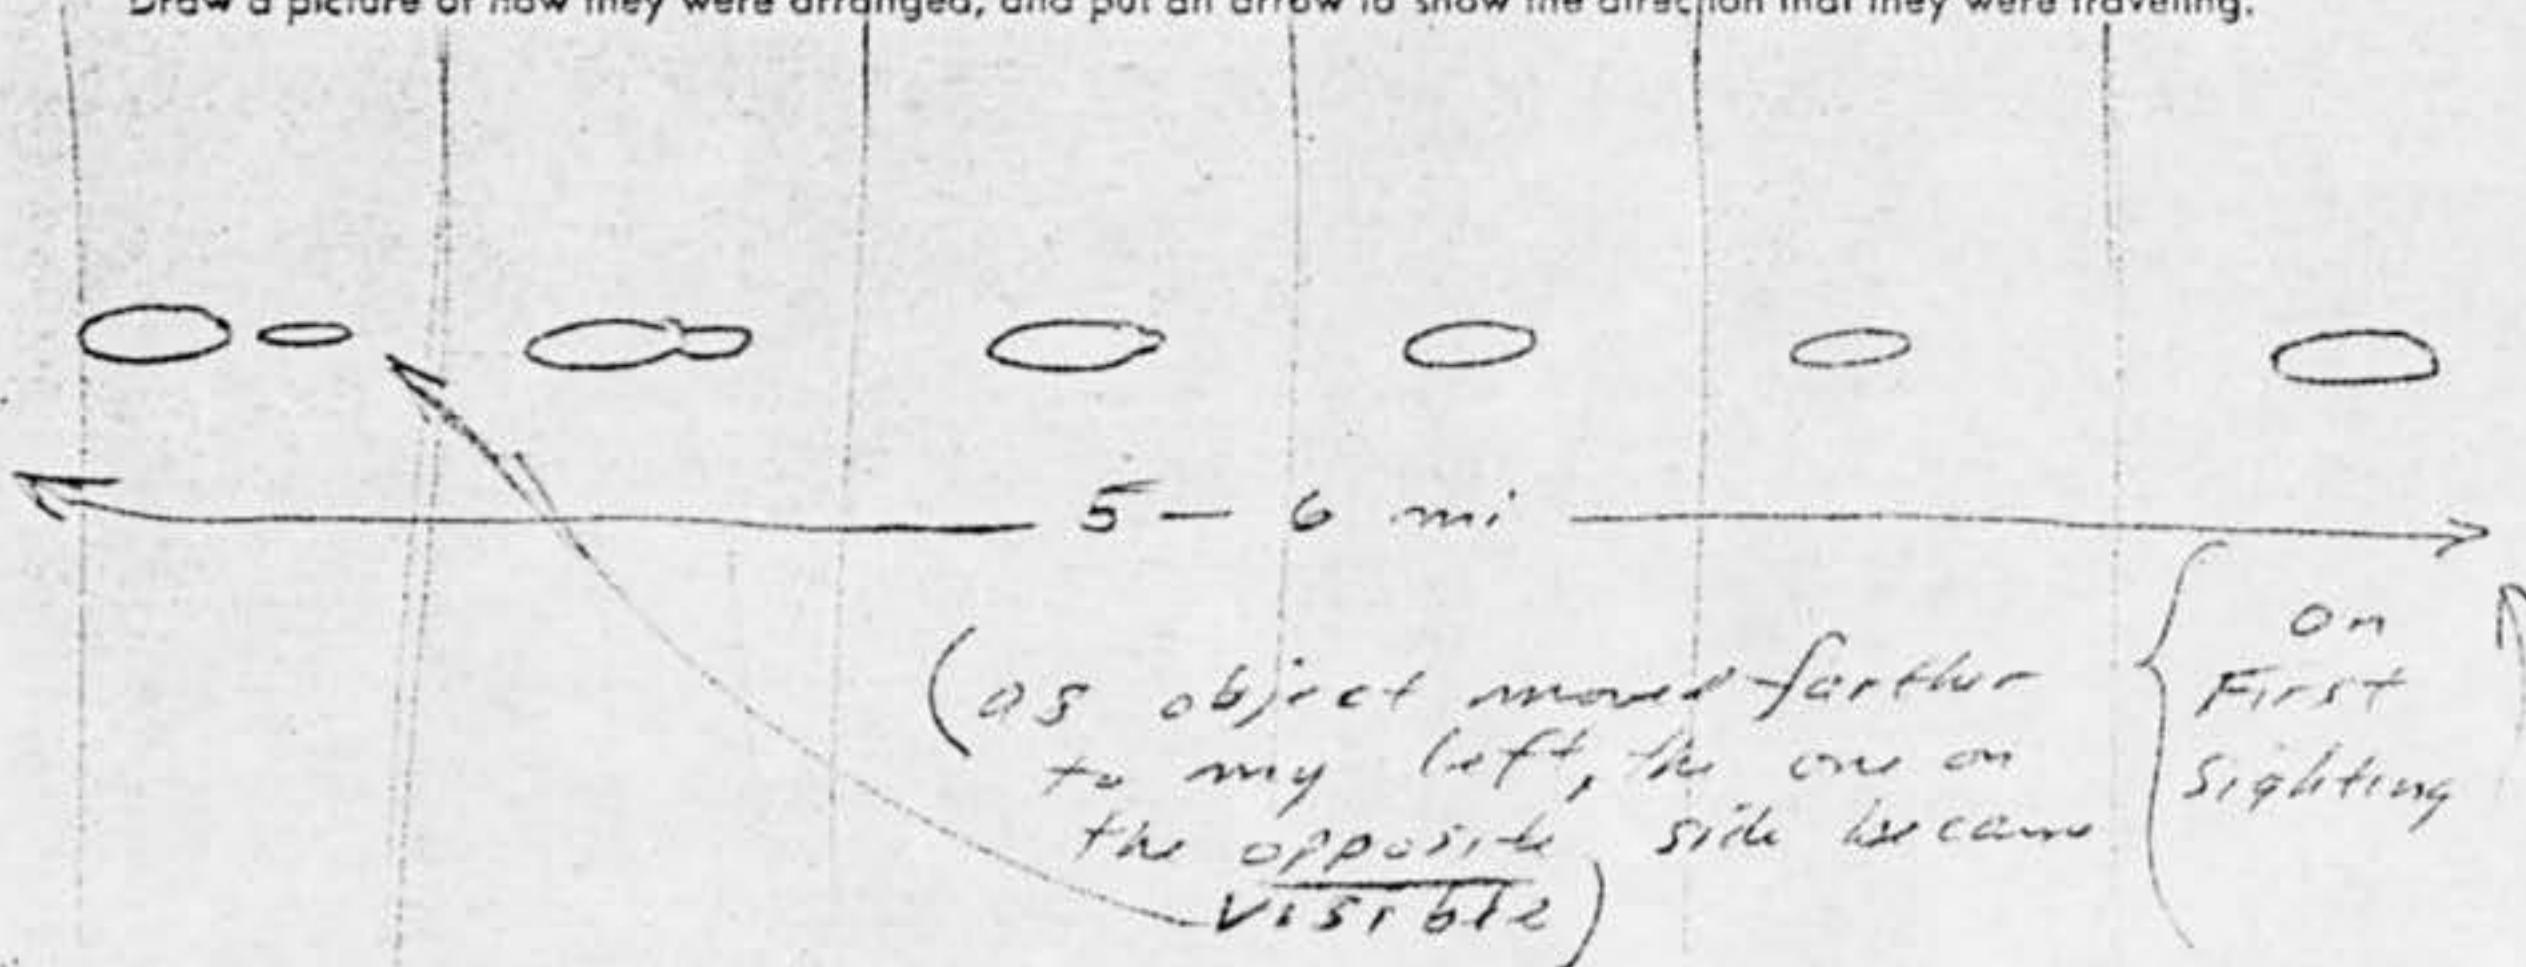 Draw a picture of how they were arranged, and put an arrow to show the direction that they were traveling.
5 - 6 mi
(as object moved farther
to my left, the one on
the opposite side became
visible)
on
First
Sighting